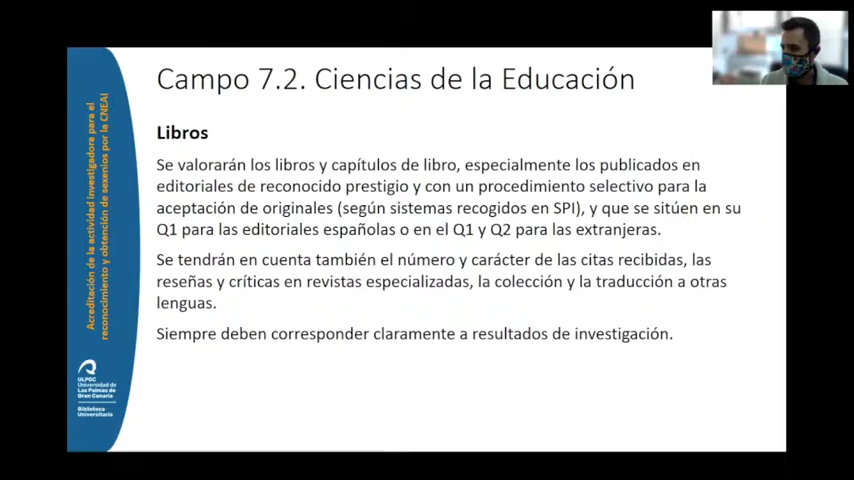 Campo 7.2. Ciencias de la Educación
Libros
Se valorarán los libros y capítulos de libro, especialmente los publicados en
editoriales de reconocido prestigio y con un procedimiento selectivo para la
aceptación de originales (según sistemas recogidos en SPI), y que se sitúen en su
Q1 para las editoriales españolas o en el Q1 y Q2 para las extranjeras.
Se tendrán en cuenta también el número y carácter de las citas recibidas, las
reseñas y críticas en revistas especializadas, la colección y la traducción a otras
lenguas.
Siempre deben corresponder claramente a resultados de investigación.
Acreditación de la actividad investigadora para el
reconocimiento y obtención de sexenios por la CNEAI
ULPGC
Universidad de
Las Palmas de
Gran Canaria
Biblioteca
Universitaria